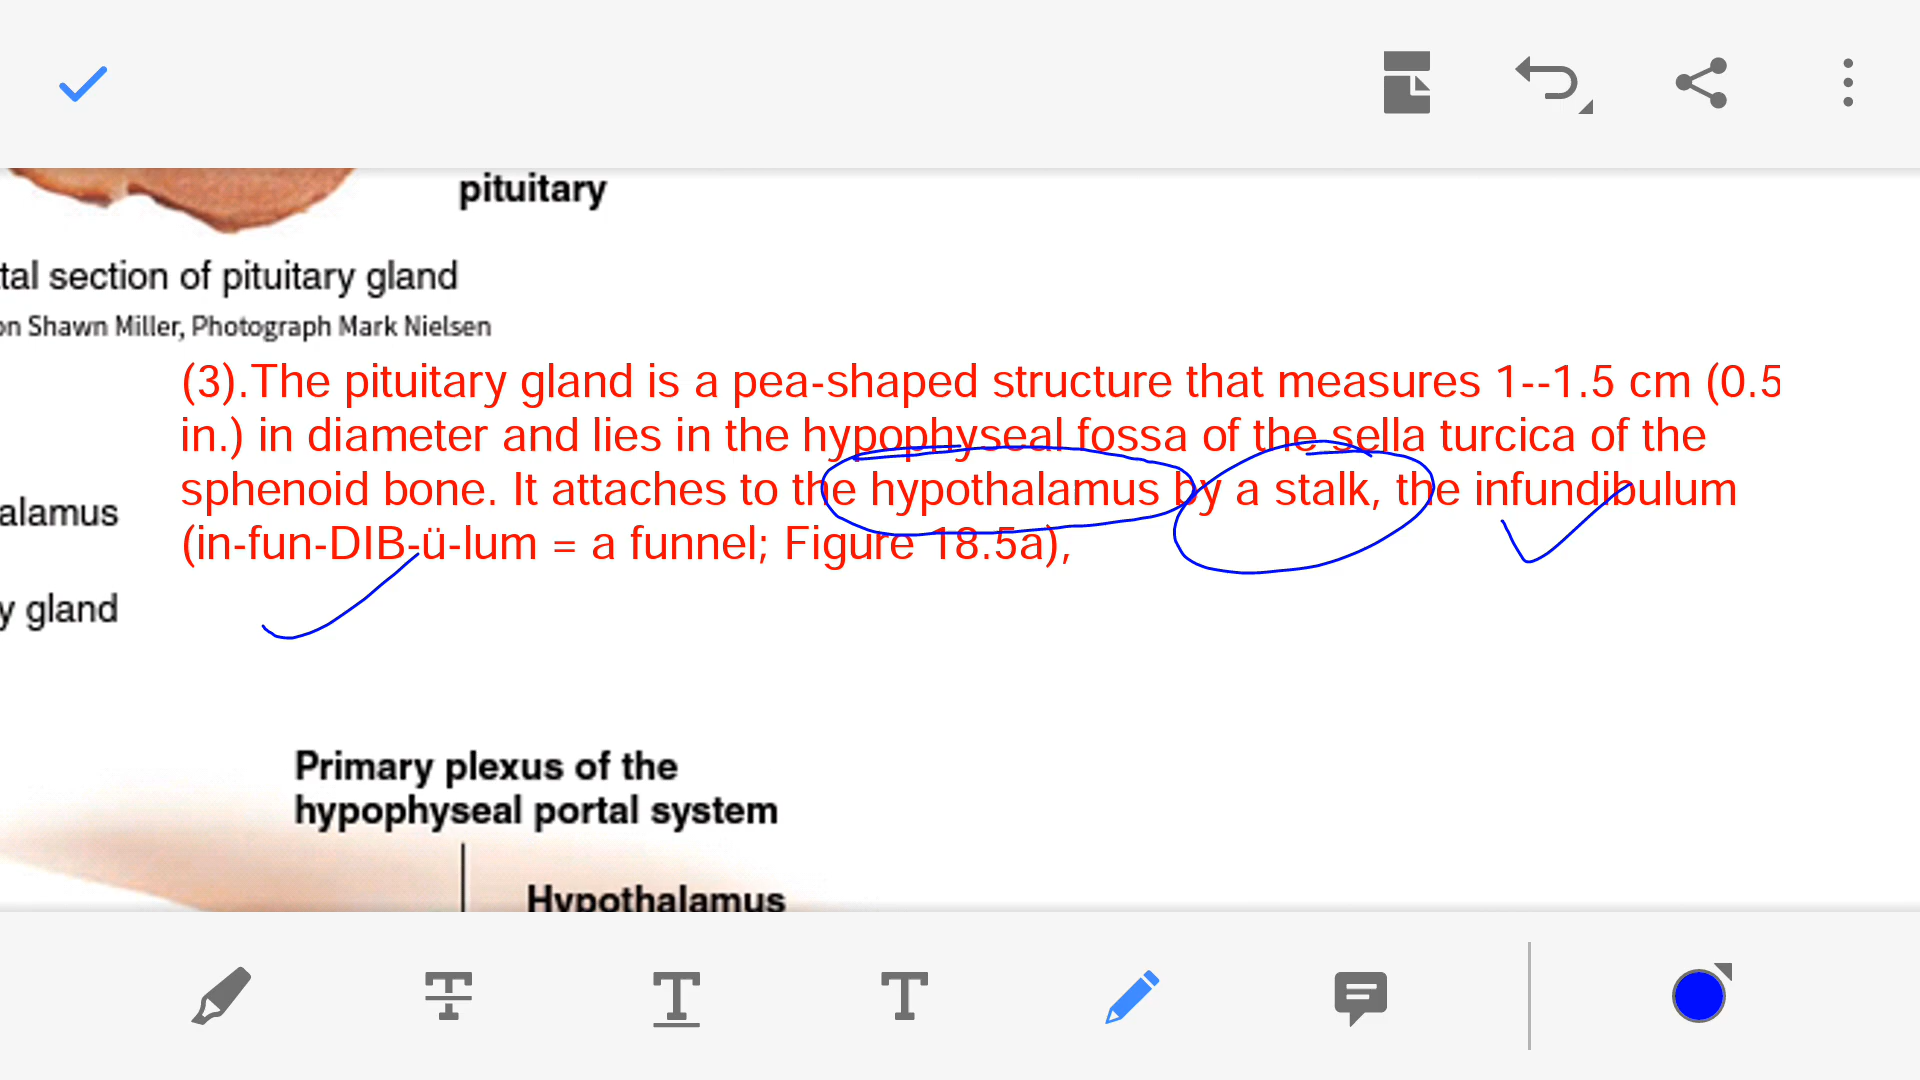 pituitary
tal section of pituitary gland
on Shawn Miller, Photograph Mark Nielsen
(3).The pituitary gland is a pea-shaped structure that measures 1--1.5 cm (0.5
in.) in diameter and lies in the hypophyseal fossa of the sella turcica of the
sphenoid bone. It attaches to the hypothalamus by a stalk, the infundibulum
(in-fun-DIB-ü-lum = a funnel; Figure 18.5a),
alamus
y gland
Primary plexus of the
hypophyseal portal system
Hypothalamus